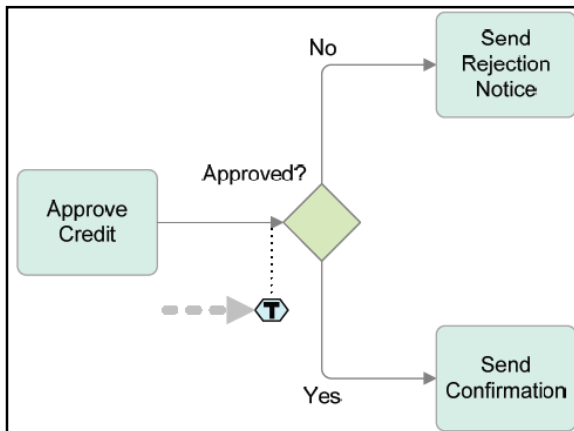 No
Send
Rejection
Notice
Approved?
Approve
Credit
T
Yes
Send
Confirmation